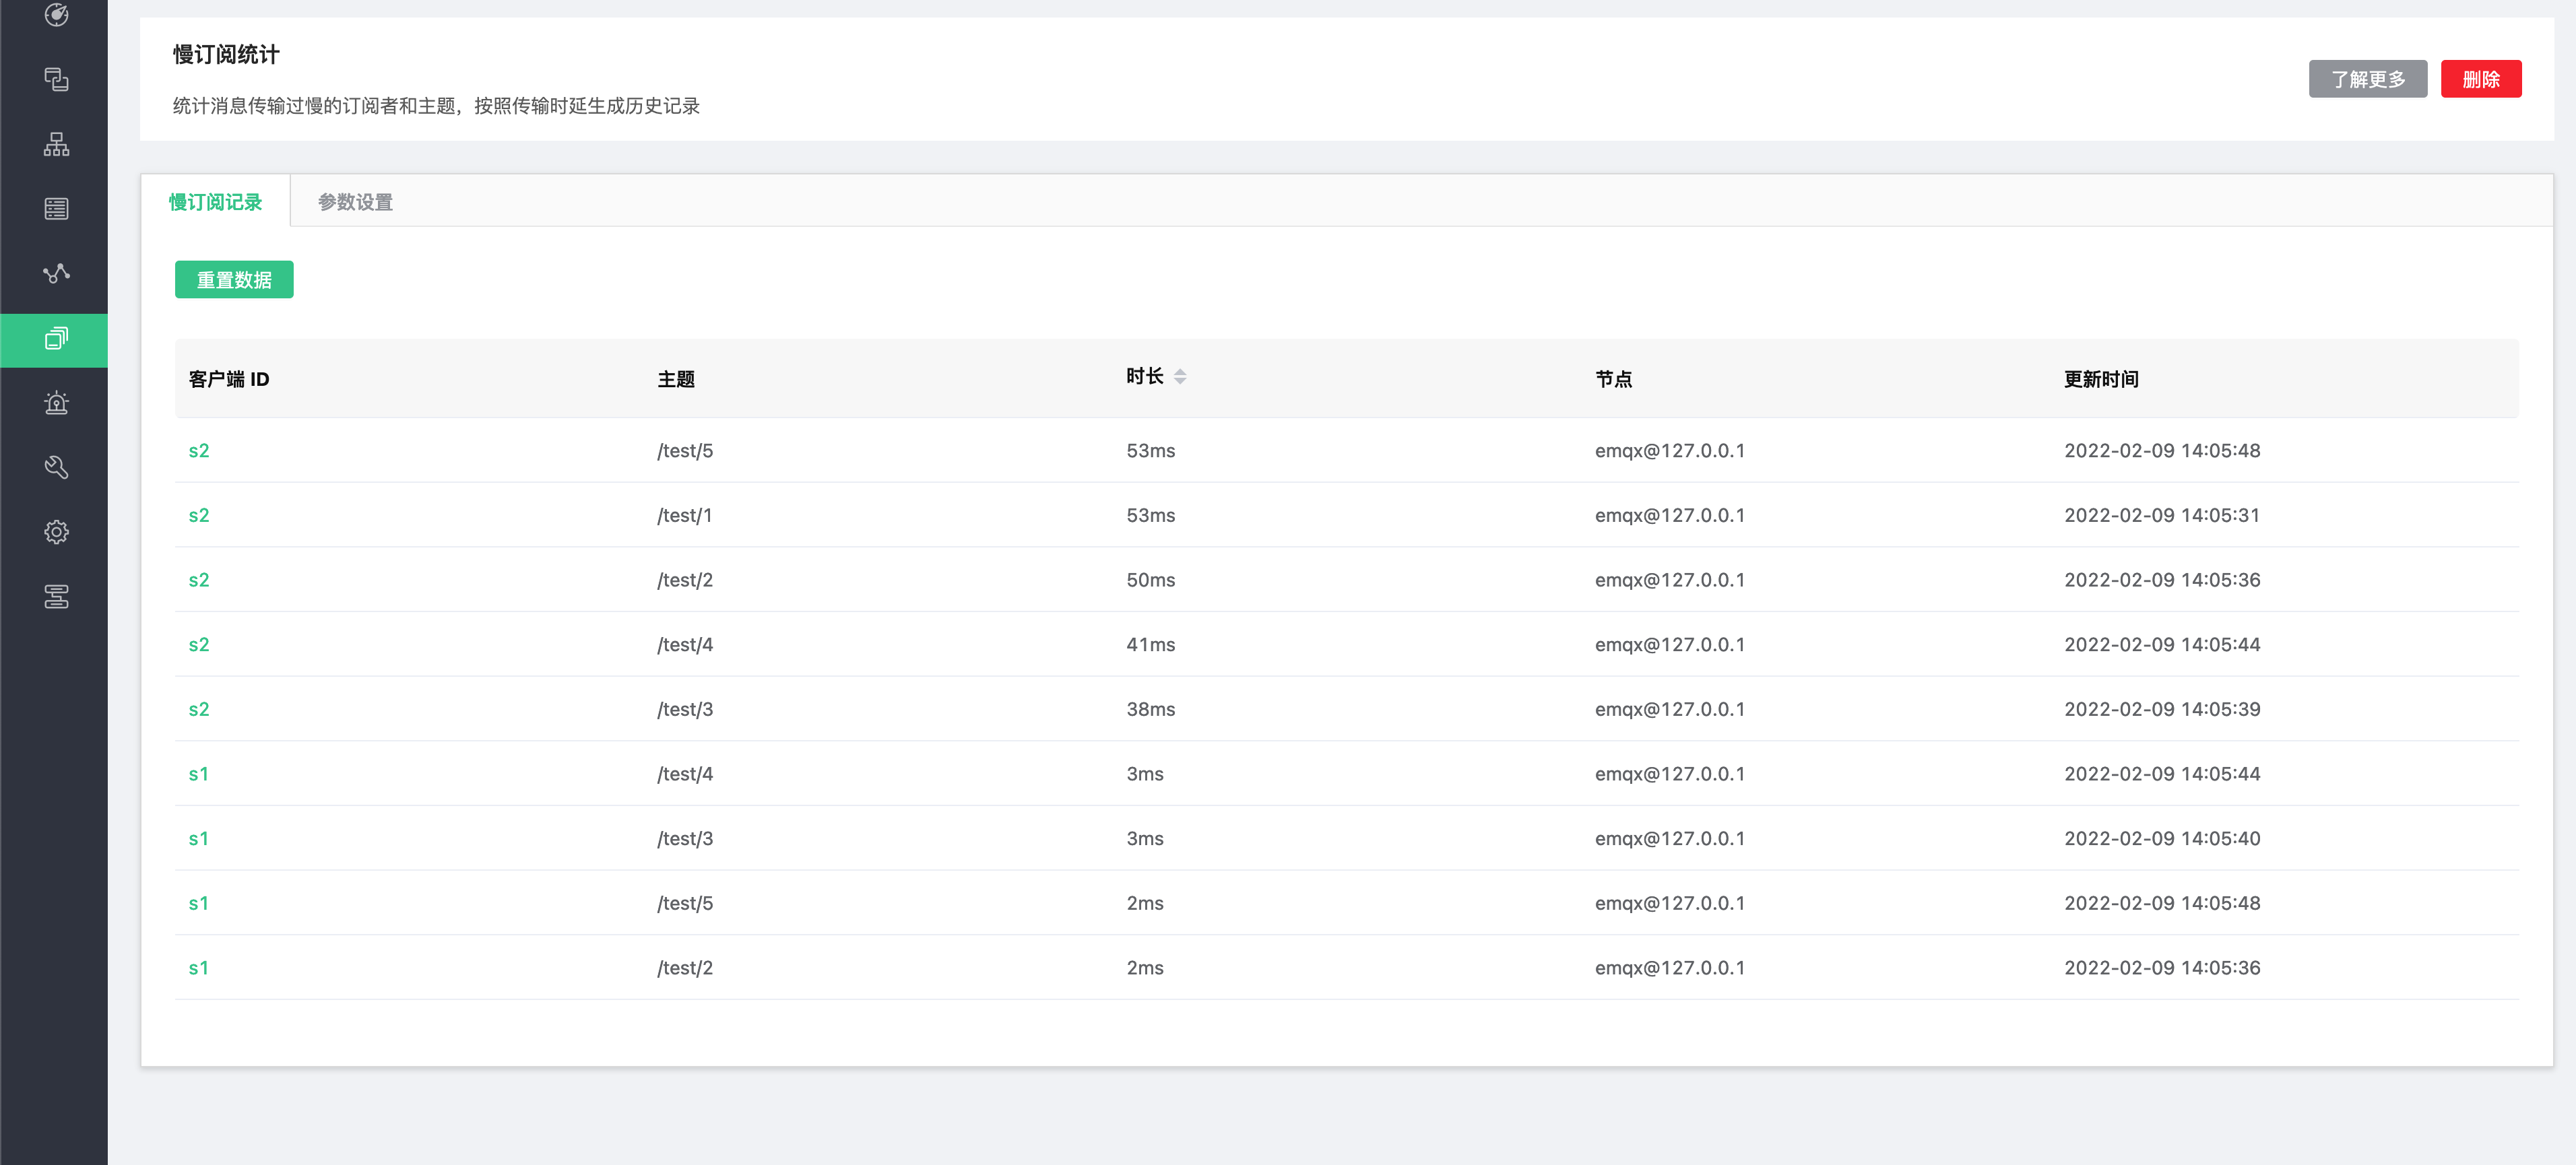 慢订阅统计
了解更多 删除
统计消息传输过慢的订阅者和主题，按照传输时延生成历史记录
慢订阅记录 参数设置
重置数据
客户端 ID 主题 时长 节点 更新时间
s2 /test/5 53ms emqx@127.0.0.1 2022-02-09 14:05:48
s2 /test/1 53ms emqx@127.0.0.1 2022-02-09 14:05:31
s2 /test/2 50ms emqx@127.0.0.1 2022-02-09 14:05:36
s2 /test/4 41ms emqx@127.0.0.1 2022-02-09 14:05:44
s2 /test/3 38ms emqx@127.0.0.1 2022-02-09 14:05:39
s1 /test/4 3ms emqx@127.0.0.1 2022-02-09 14:05:44
s1 /test/3 3ms emqx@127.0.0.1 2022-02-09 14:05:40
s1 /test/5 2ms emqx@127.0.0.1 2022-02-09 14:05:48
s1 /test/2 2ms emqx@127.0.0.1 2022-02-09 14:05:36